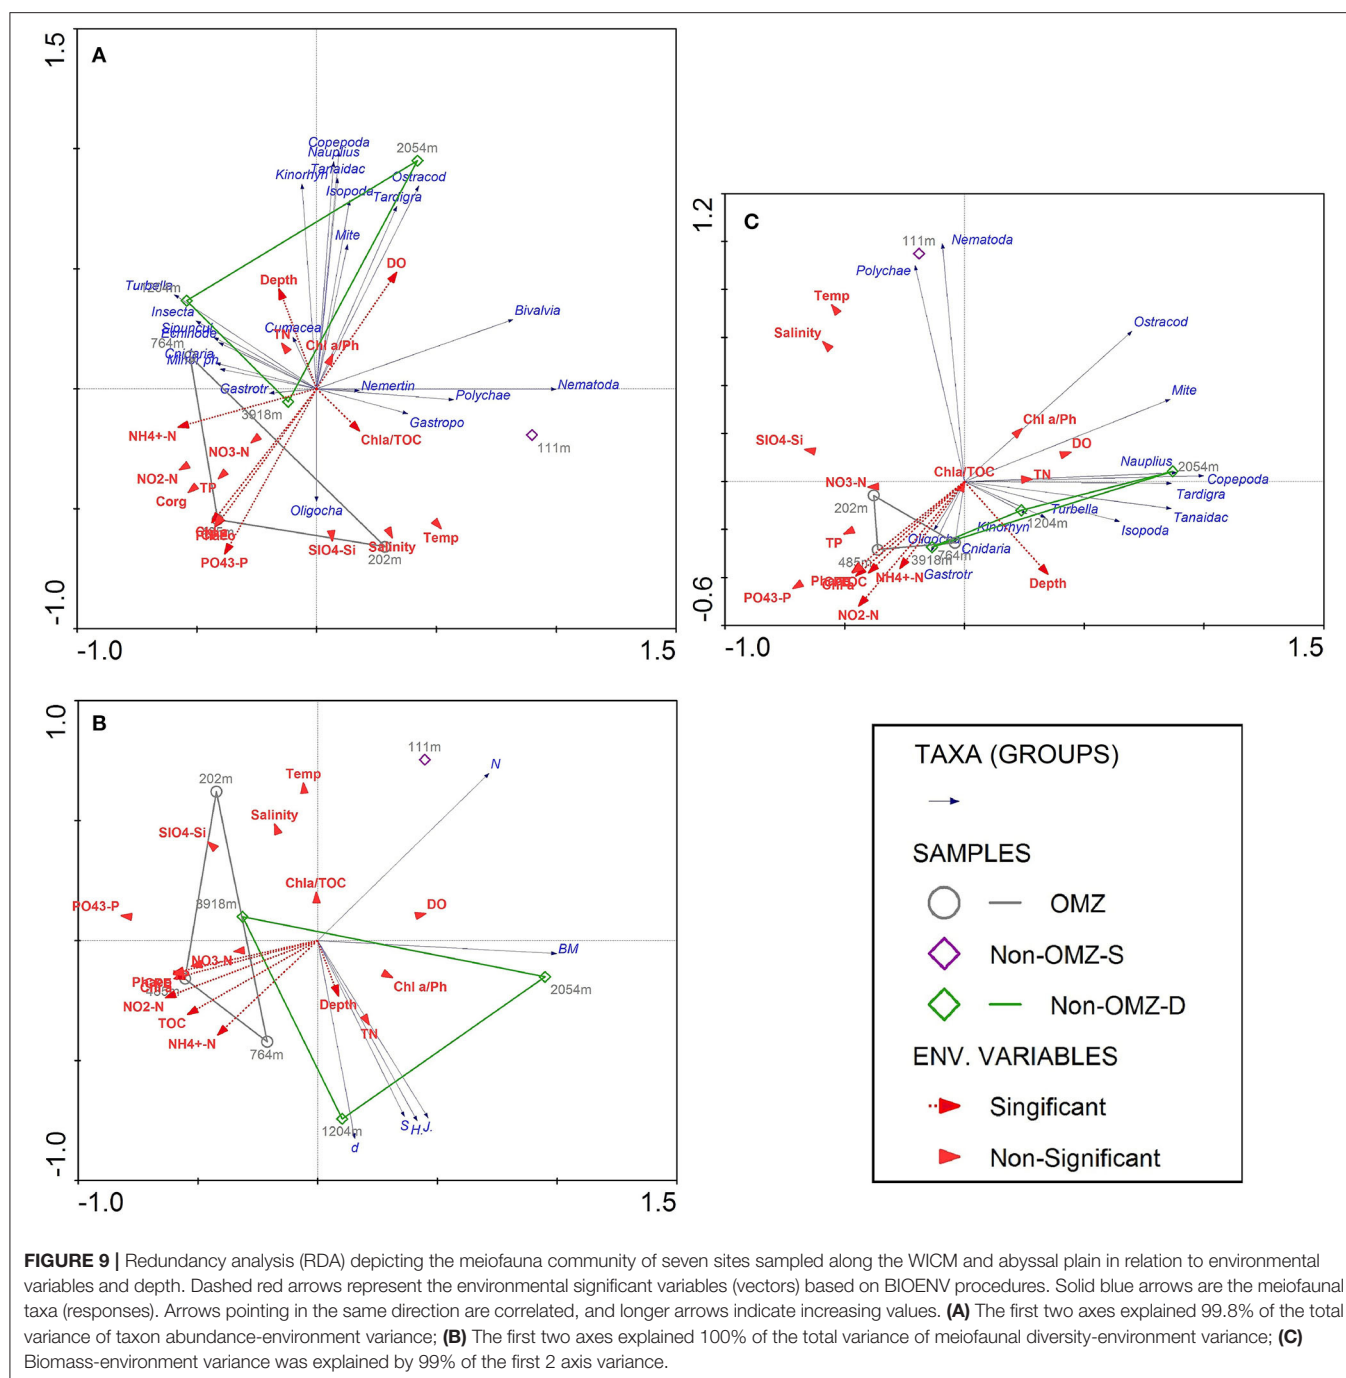 1.5
A
Copepoda
Nauplius
2054m
Tanaidac
Kinorhyn
Ostracod
Isopoda
Tardigra
Mite
DO
Depth
Turbella
1204m
Insecta
Bivalvia
Sipuncul
Cumacea
Echinode
TN
764m
Chl a/Ph
Cnidaria
Minor ph
Gastrotr
Nemertin
Nematoda
Polychae
3918m
Gastropo
NH4+-N
Chla/TOC
111m
NO3-N
NO2-N
TP
Corg
Oligocha
PO43-P
SIO4-Si
Salinity
Temp
202m
-1.0
-1.0
1.5
1.2
C
111m
Nematoda
Polychae
Temp
Ostracod
Salinity
Mite
Chl a/Ph
SIO4-Si
DO
Nauplius
2054m
Chla/TOC
TN
Copepoda
NO3-N
Tardigra
202m
Turbella
Tanaidac
1204m
Kinorhyn
Isopoda
TP
Oligocha
Cnidaria
764m
485m
3918m
Gastrotr
NH4+-N
Depth
PO43-P
NO2-N
-0.6
-1.0
1.5
1.0
B
111m
N
202m
Temp
Salinity
SIO4-Si
Chla/TOC
PO43-P
3918m
DO
BM
NO3-N
2054m
Chl a/Ph
485m
NO2-N
Depth
TOC
TN
NH4+-N
764m
1204m
S
H.
J.
d
-1.0
-1.0
1.5
TAXA (GROUPS)
SAMPLES
OMZ
Non-OMZ-S
Non-OMZ-D
ENV. VARIABLES
Singificant
Non-Significant
FIGURE 9 | Redundancy analysis (RDA) depicting the meiofauna community of seven sites sampled along the WICM and abyssal plain in relation to environmental
variables and depth. Dashed red arrows represent the environmental significant variables (vectors) based on BIOENV procedures. Solid blue arrows are the meiofaunal
taxa (responses). Arrows pointing in the same direction are correlated, and longer arrows indicate increasing values. (A) The first two axes explained 99.8% of the total
variance of taxon abundance-environment variance; (B) The first two axes explained 100% of the total variance of meiofaunal diversity-environment variance; (C)
Biomass-environment variance was explained by 99% of the first 2 axis variance.